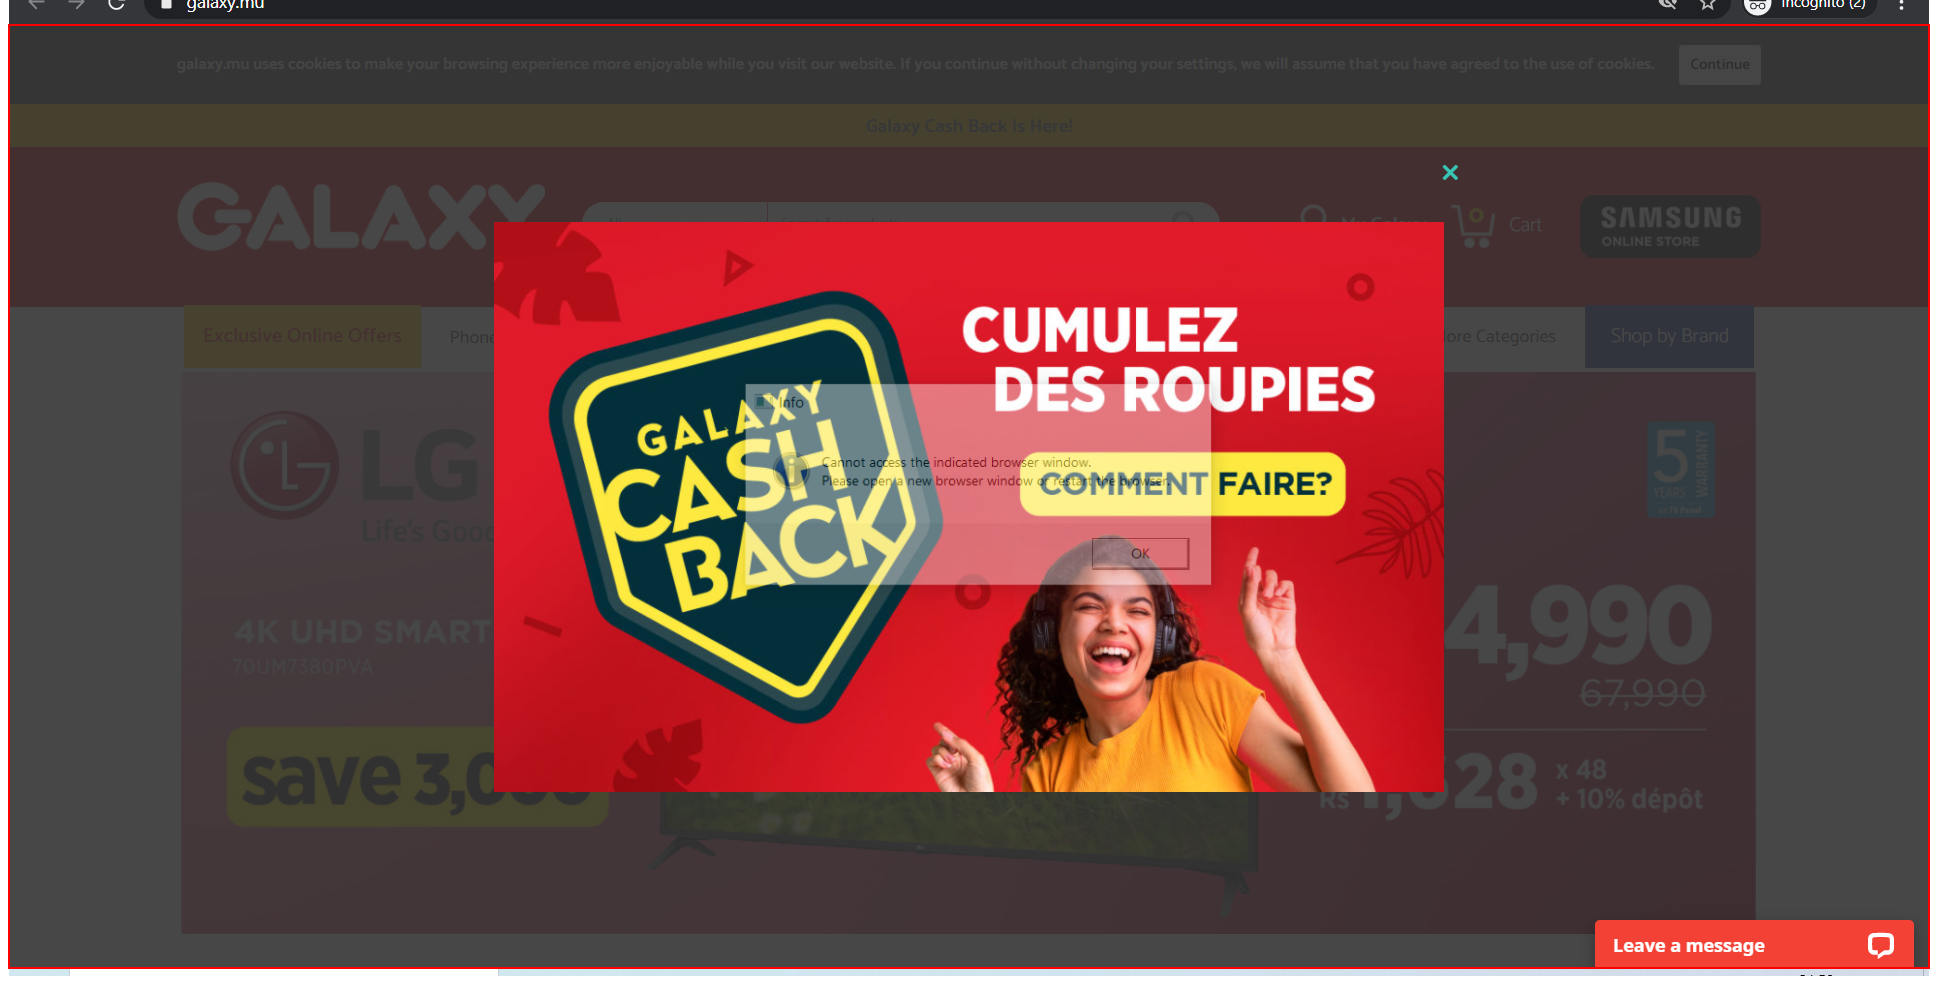 galaxy.mu
Incognito (2)
galaxy.mu uses cookies to make your browsing experience more enjoyable while you visit our website. If you continue without changing your settings, we will assume that you have agreed to the use of cookies.
Continue
Galaxy Cash Back Is Here!
GALAXY
All
0
Cart
SAMSUNG
ONLINE STORE
Exclusive Online Offers
Shop by Brand
Categories
LG
Life's Good
4K UHD SMART
70UM7380PVA
save
GALAXY
CASH
BACK
CUMULEZ
DES ROUPIES
COMMENT FAIRE?
Info
Cannot access the indicated browser window.
Please open a new browser window or restart the browser.
OK
5
YEARS
WARRANTY
on TV Panel
4,990
67,990
Rs
x 48
+ 10% dépôt
Leave a message